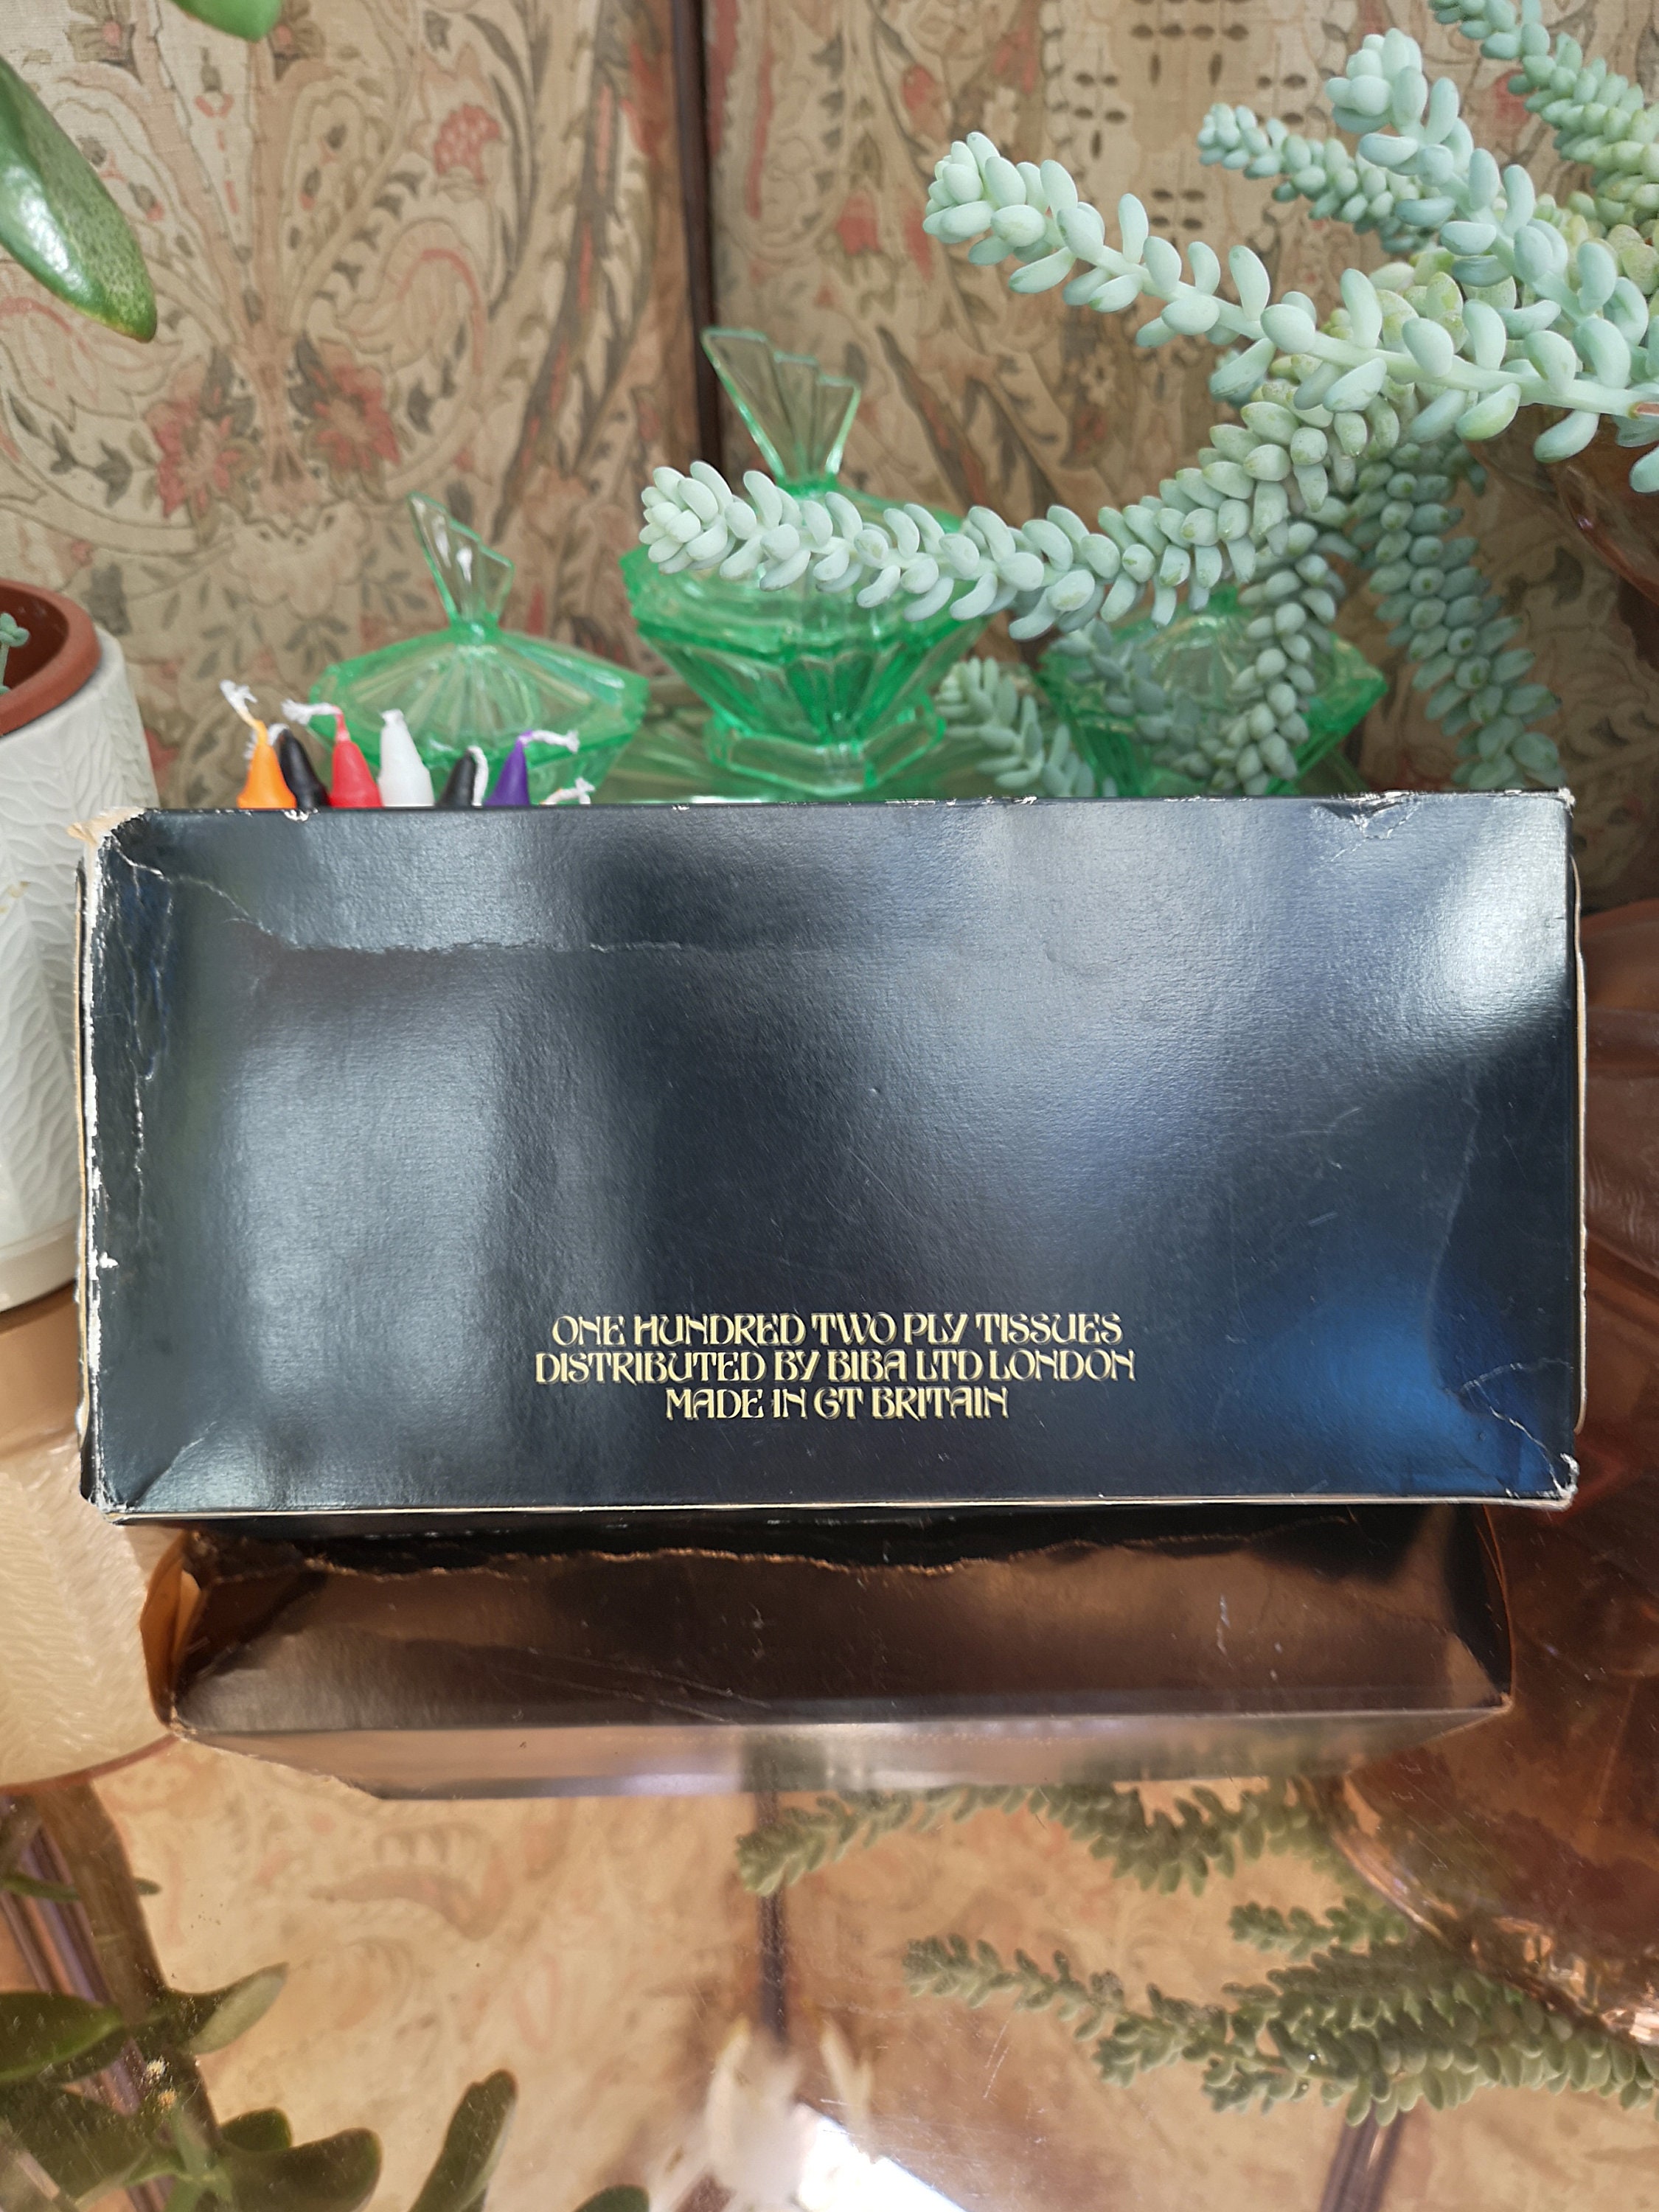 ONE HUNDRED TWO PLY TISSUES
DISTRIBUTED BY BIBA LTD LONDON
MADE IN GT BRITAIN